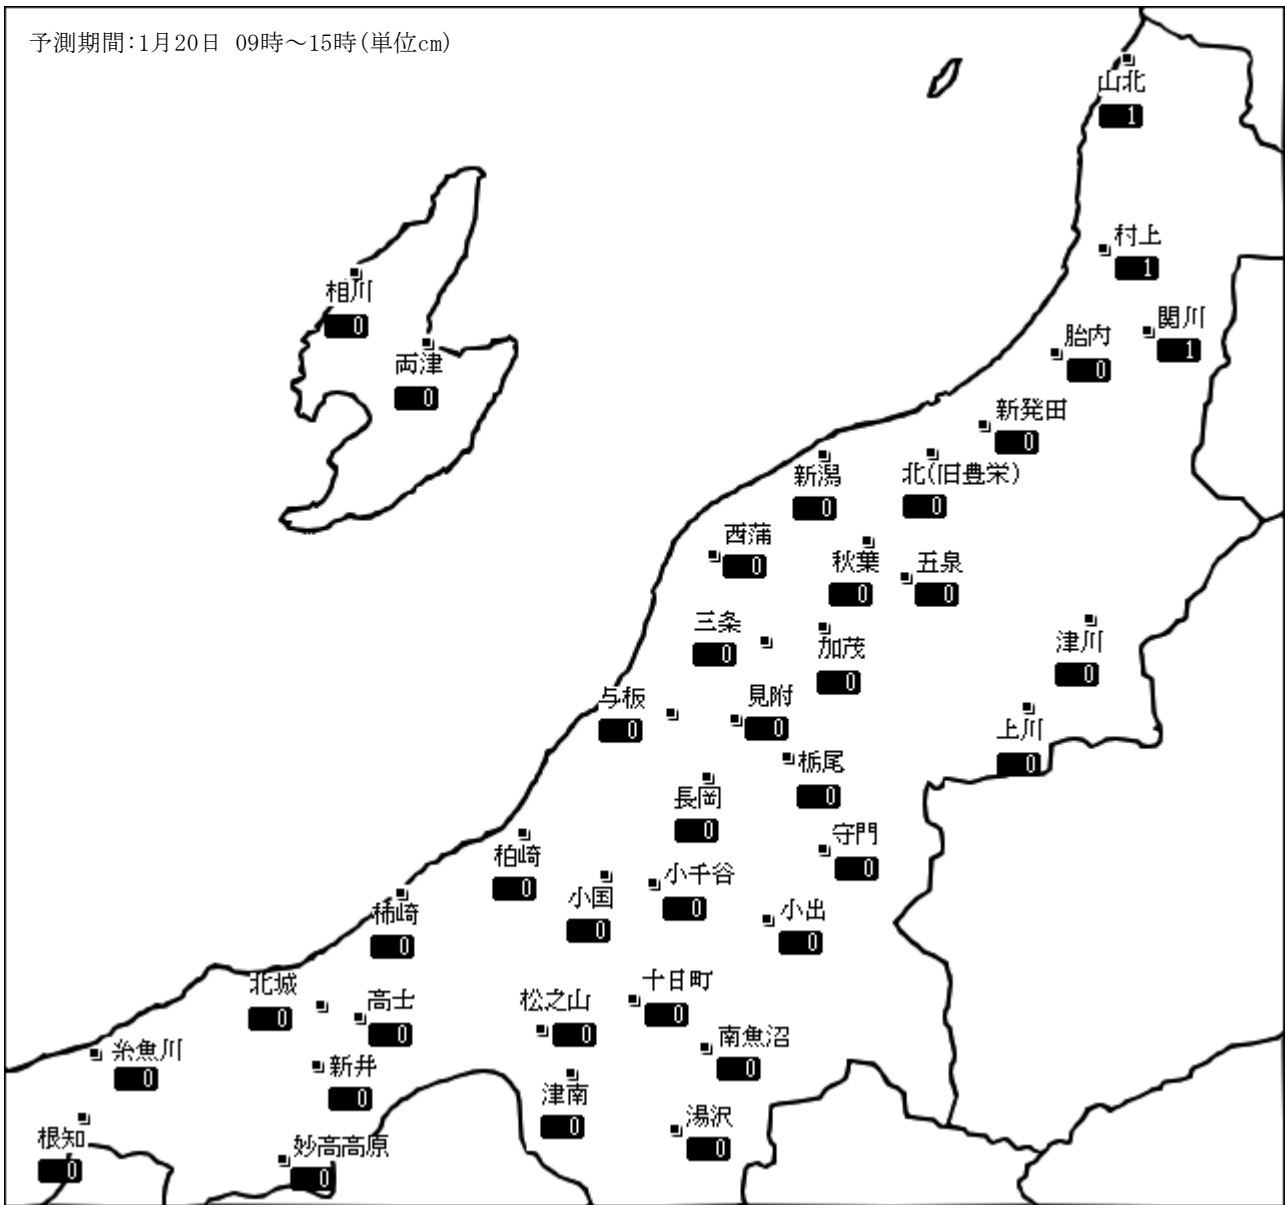 予測期間:1月20日 09時～15時(単位cm)
山北
1
村上
1
相川
0
関川
1
胎内
0
両津
0
新発田
0
新潟
0
北(旧豊栄)
0
西蒲
0
秋葉
0
五泉
0
三条
0
加茂
0
津川
0
与板
0
見附
0
上川
0
栃尾
0
長岡
0
守門
0
柏崎
0
小千谷
0
小国
0
小出
0
柿崎
0
北城
0
高士
0
松之山
0
十日町
0
南魚沼
0
糸魚川
0
新井
0
津南
0
湯沢
0
根知
0
妙高高原
0